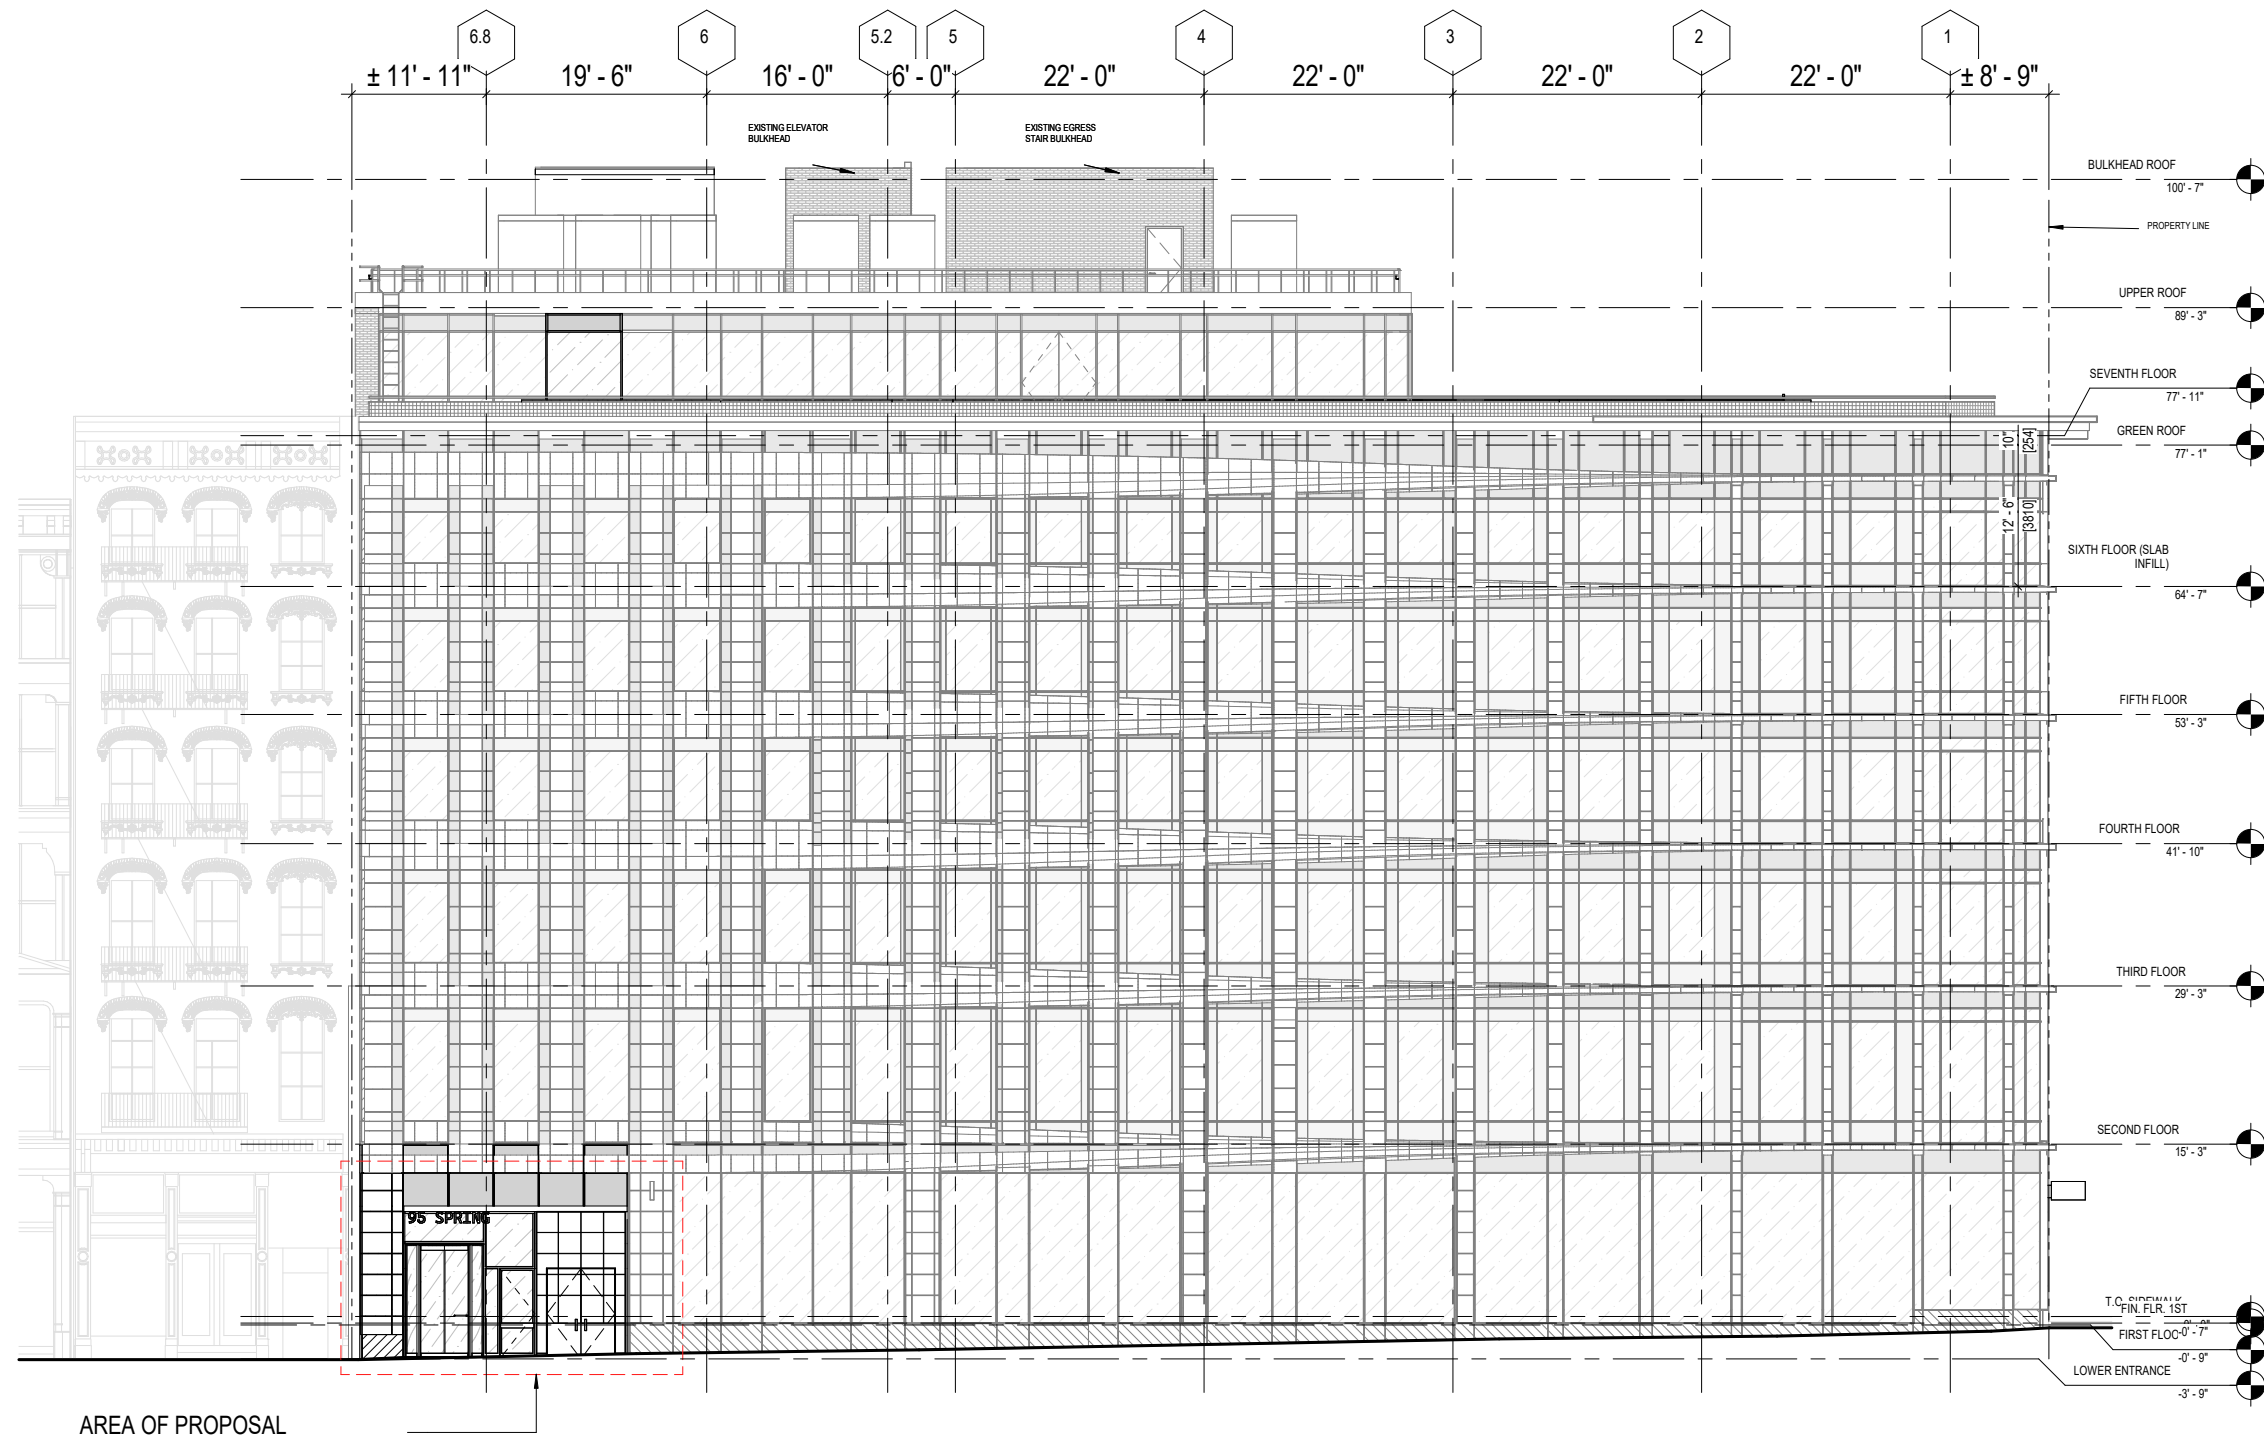 6.8
6
5.2
5
4
3
2
1
± 11' - 11"
19' - 6"
16' - 0"
6' - 0"
22' - 0"
22' - 0"
22' - 0"
22' - 0"
± 8' - 9"
EXISTING ELEVATOR
BULKHEAD
EXISTING EGRESS
STAIR BULKHEAD
BULKHEAD ROOF
100' - 7"
PROPERTY LINE
UPPER ROOF
89' - 3"
SEVENTH FLOOR
77' - 11"
GREEN ROOF
77' - 1"
10"
[254]
12' - 6"
[3810]
SIXTH FLOOR (SLAB
INFILL)
64' - 7"
FIFTH FLOOR
53' - 3"
FOURTH FLOOR
41' - 10"
THIRD FLOOR
29' - 3"
SECOND FLOOR
15' - 3"
95 SPRING
T.O. SIDEWALK
FIN. FLR. 1ST
-0' - 7"
FIRST
-0' - 9"
LOWER ENTRANCE
-3' - 9"
AREA OF PROPOSAL